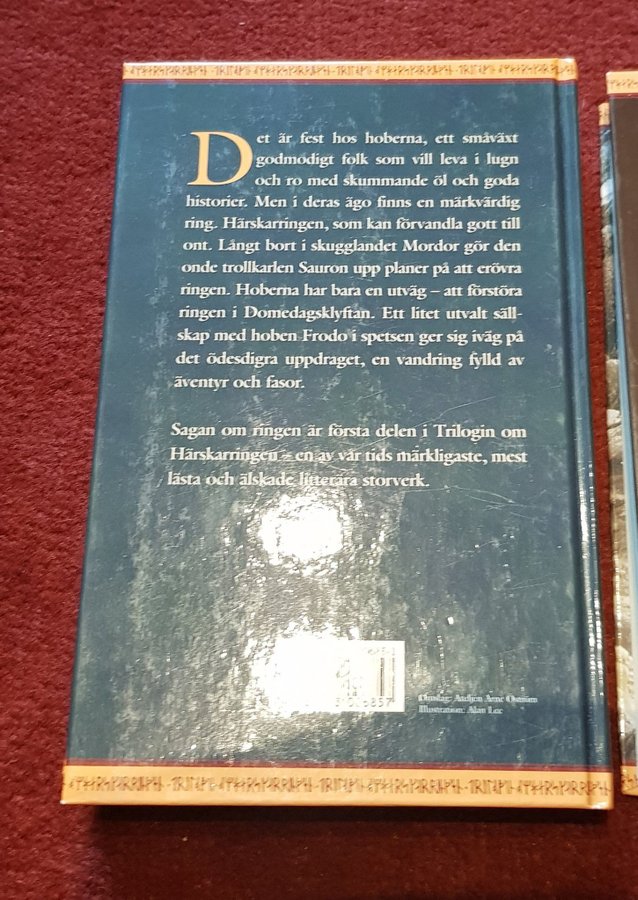 Det är fest hos hoberna, ett småväxt
godmodigt folk som vill leva i lugn
och ro med skummande öl och goda
historier. Men i deras ägo finns en märkvärdig
ring. Härskarringen, som kan förvandla gott till
ont. Långt bort i skugglandet Mordor gör den
onde trollkarlen Sauron upp planer på att erövra
ringen. Hoberna har bara en utväg – att förstöra
ringen i Domedagsklyftan. Ett litet utvalt säll-
skap med hoben Frodo i spetsen ger sig iväg på
det ödesdigra uppdraget, en vandring fylld av
äventyr och fasor.
Sagan om ringen är första delen i Trilogin om
Härskarringen – en av vår tids märkligaste, mest
lästa och älskade litterära storverk.
Omslag: Ateljén Arne Öström
Illustration: Alan Lee